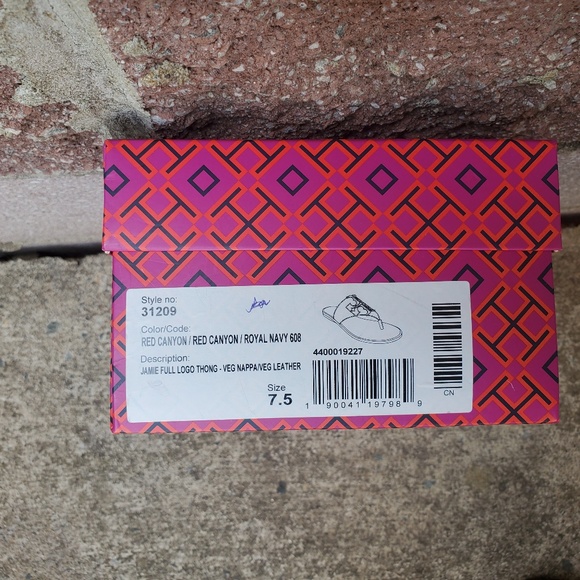 Style no:
31209
Color/Code:
RED CANYON / RED CANYON / ROYAL NAVY 608
Description:
JAMIE FULL LOGO THONG - VEG NAPPA/VEG LEATHER
Size
7.5
4400019227
1 90041 19798 9
CN